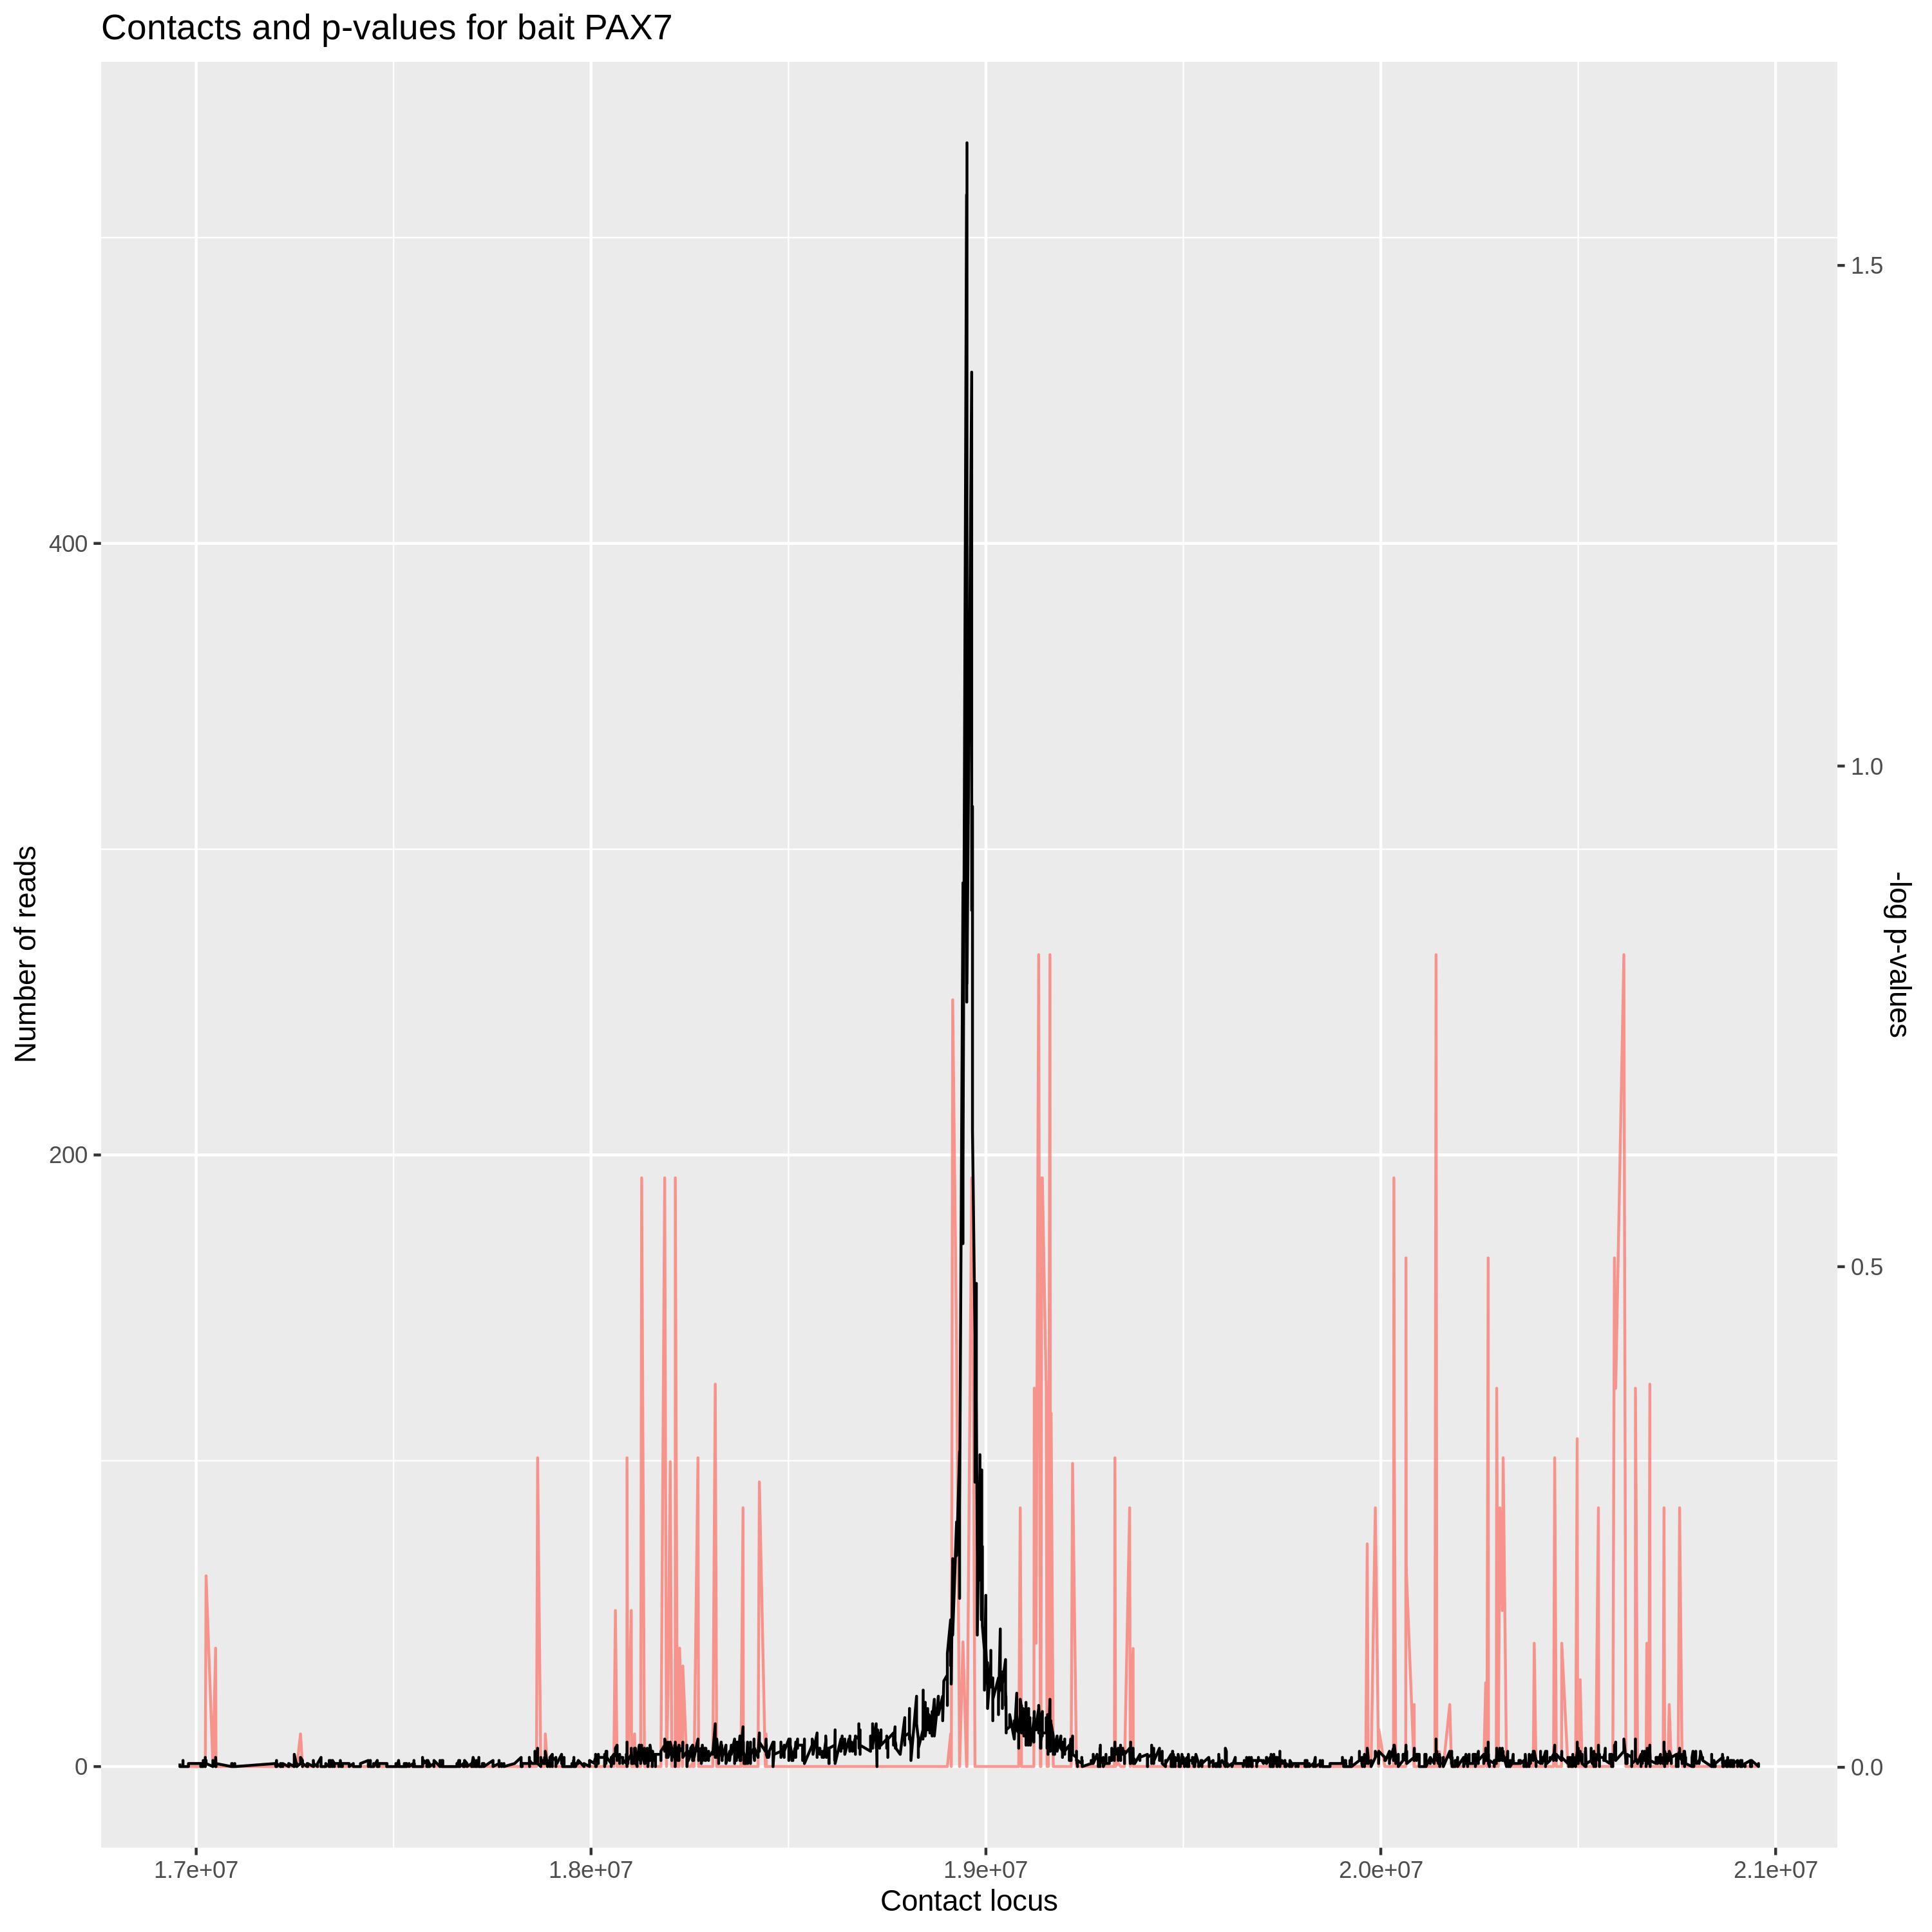 Contacts and p-values for bait PAX7
Number of reads
400
200
0
1.5
1.0
0.5
0.0
-log p-values
1.7e+07
1.8e+07
1.9e+07
2.0e+07
2.1e+07
Contact locus